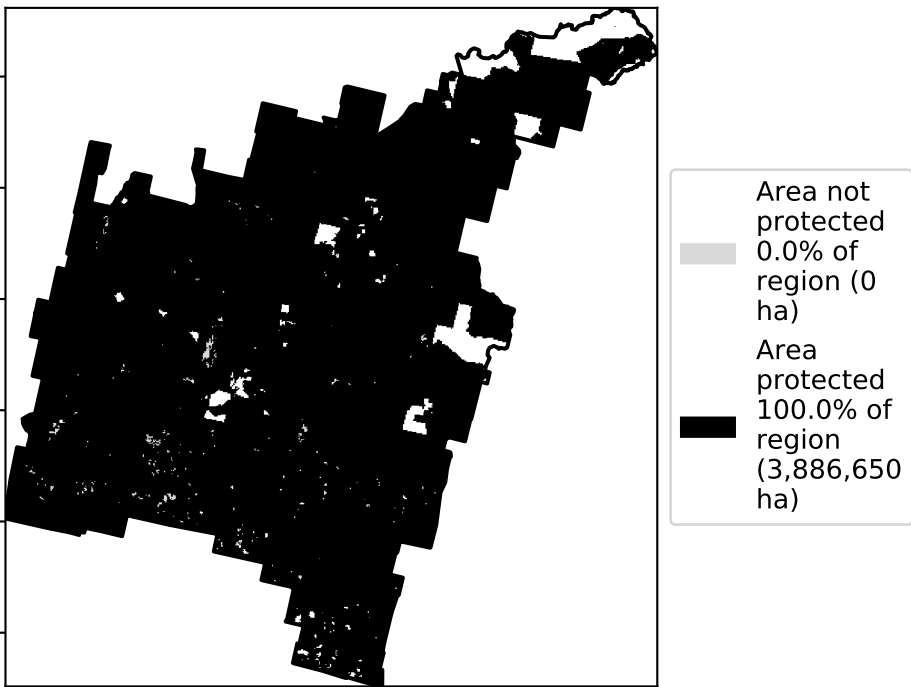 Area not
protected
0.0% of
region (0
ha)
Area
protected
100.0% of
region
(3,886,650
ha)